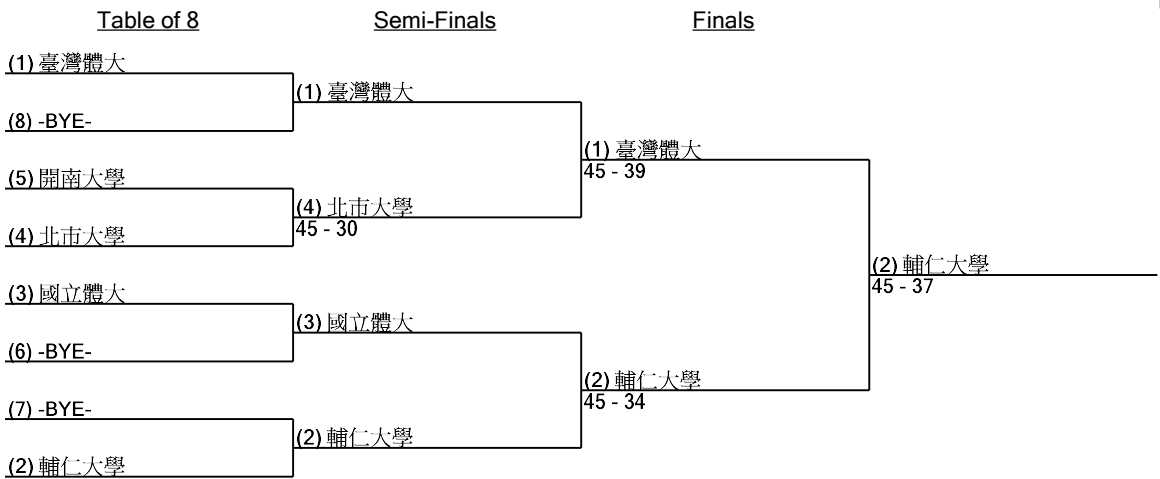 Table of 8
Semi-Finals
Finals
(1) 臺灣體大
(8) -BYE-
(5) 開南大學
(4) 北市大學
(3) 國立體大
(6) -BYE-
(7) -BYE-
(2) 輔仁大學
(1) 臺灣體大
(4) 北市大學
45 - 30
(3) 國立體大
(2) 輔仁大學
(1) 臺灣體大
45 - 39
(2) 輔仁大學
45 - 34
(2) 輔仁大學
45 - 37